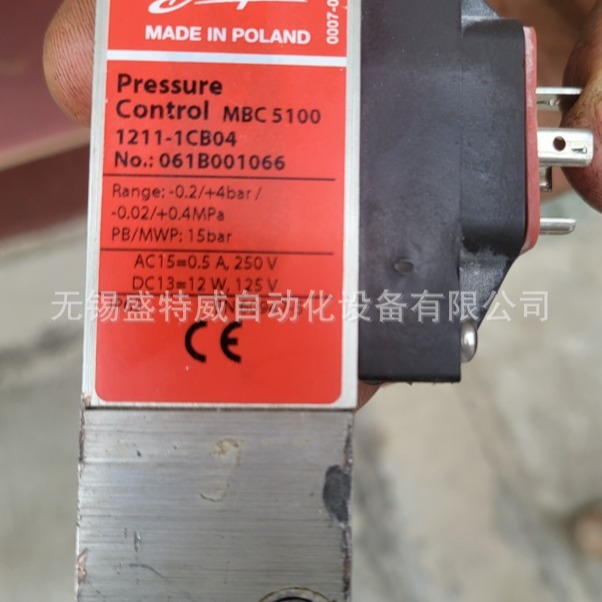 MADE IN POLAND
0007-0
Pressure
Control MBC 5100
1211-1CB04
No.: 061B001066
Range: -0.2/+4bar /
-0.02/+0.4MPa
PB/MWP: 15bar
AC15=0.5 A, 250 V
DC13=12 W, 125 V
无锡盛特威自动化设备有限公司
CE